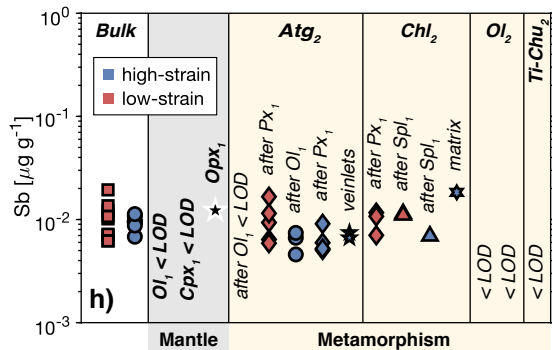 Sb [µg g⁻¹]
10⁰
10⁻¹
10⁻²
10⁻³
Bulk
Atg₂
Chl₂
Ol₂
Ti-Chu₂
high-strain
low-strain
Ol₁ < LOD
Cpx₁ < LOD
Opx₁
after Ol₁ < LOD
after Px₁
after Ol₁
after Px₁
veinlets
after Px₁
after Spl₁
after Spl₁
matrix
< LOD
< LOD
< LOD
h)
Mantle
Metamorphism